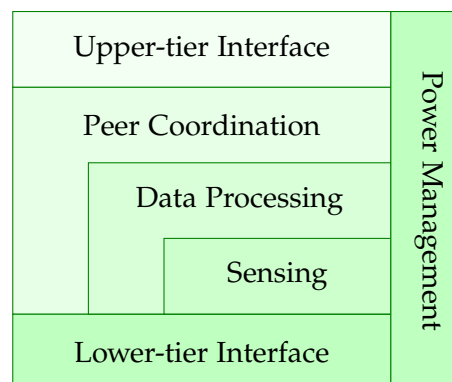 Upper-tier Interface
Peer Coordination
Data Processing
Sensing
Lower-tier Interface
Power Management